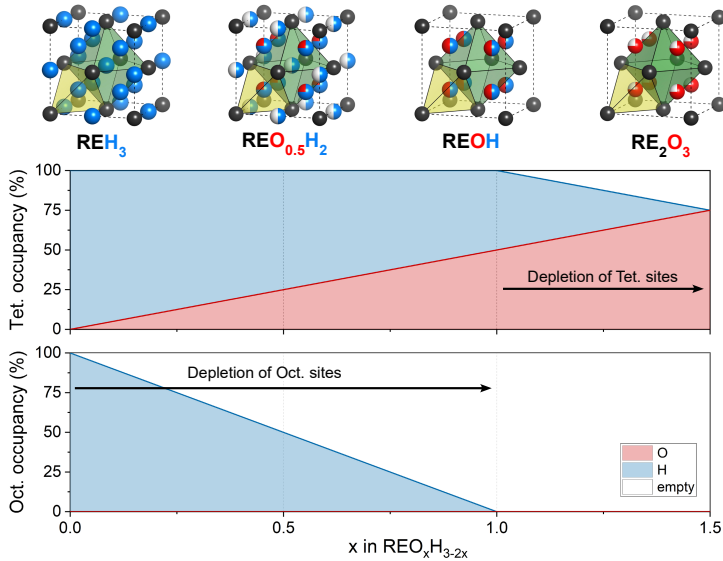 REH₃ REO₀.₅H₂ REOH RE₂O₃
Tet. occupancy (%)
100
75
50
25
0
Depletion of Tet. sites
Oct. occupancy (%)
100
75
50
25
0
Depletion of Oct. sites
O
H
empty
0.0 0.5 1.0 1.5
x in REOₓH₃₋₂ₓ